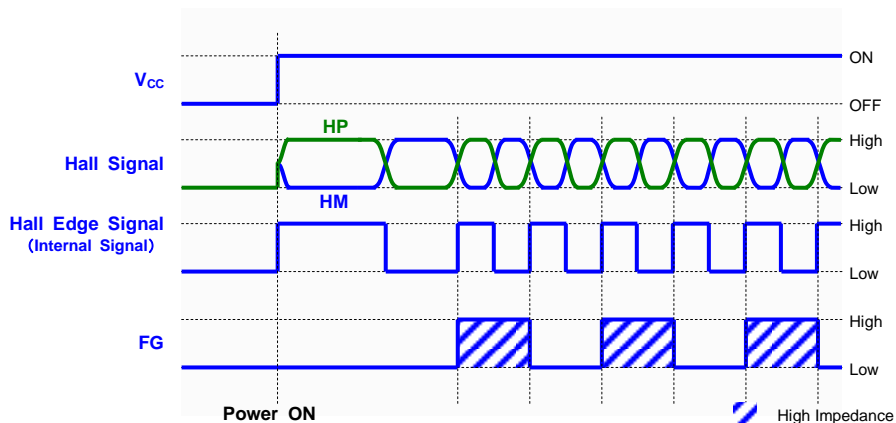 ON
V_CC
OFF
HP
High
Hall Signal
Low
HM
Hall Edge Signal
(Internal Signal)
High
Low
High
FG
Low
Power ON
High Impedance